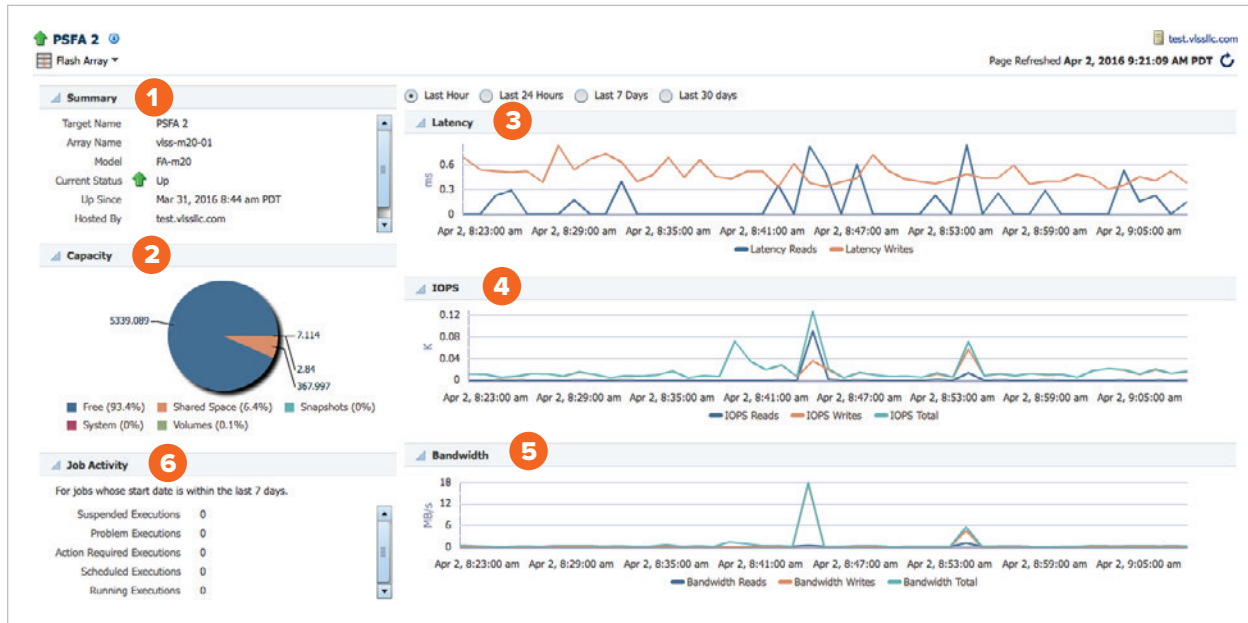 PSFA 2
test.vlssllc.com
Flash Array
Page Refreshed Apr 2, 2016 9:21:09 AM PDT
Summary 1
Target Name PSFA 2
Array Name vlss-m20-01
Model FA-m20
Current Status Up
Up Since Mar 31, 2016 8:44 am PDT
Hosted By test.vlssllc.com
Capacity 2
5339.089
7.114
2.84
367.997
Free (93.4%) Shared Space (6.4%) Snapshots (0%)
System (0%) Volumes (0.1%)
Job Activity 6
For jobs whose start date is within the last 7 days.
Suspended Executions 0
Problem Executions 0
Action Required Executions 0
Scheduled Executions 0
Running Executions 0
Last Hour Last 24 Hours Last 7 Days Last 30 days
Latency 3
0.6
0.3
0
ms
Apr 2, 8:23:00 am Apr 2, 8:29:00 am Apr 2, 8:35:00 am Apr 2, 8:41:00 am Apr 2, 8:47:00 am Apr 2, 8:53:00 am Apr 2, 8:59:00 am Apr 2, 9:05:00 am
Latency Reads Latency Writes
IOPS 4
0.12
0.08
0.04
0
K
Apr 2, 8:23:00 am Apr 2, 8:29:00 am Apr 2, 8:35:00 am Apr 2, 8:41:00 am Apr 2, 8:47:00 am Apr 2, 8:53:00 am Apr 2, 8:59:00 am Apr 2, 9:05:00 am
IOPS Reads IOPS Writes IOPS Total
Bandwidth 5
18
12
6
0
MB/s
Apr 2, 8:23:00 am Apr 2, 8:29:00 am Apr 2, 8:35:00 am Apr 2, 8:41:00 am Apr 2, 8:47:00 am Apr 2, 8:53:00 am Apr 2, 8:59:00 am Apr 2, 9:05:00 am
Bandwidth Reads Bandwidth Writes Bandwidth Total